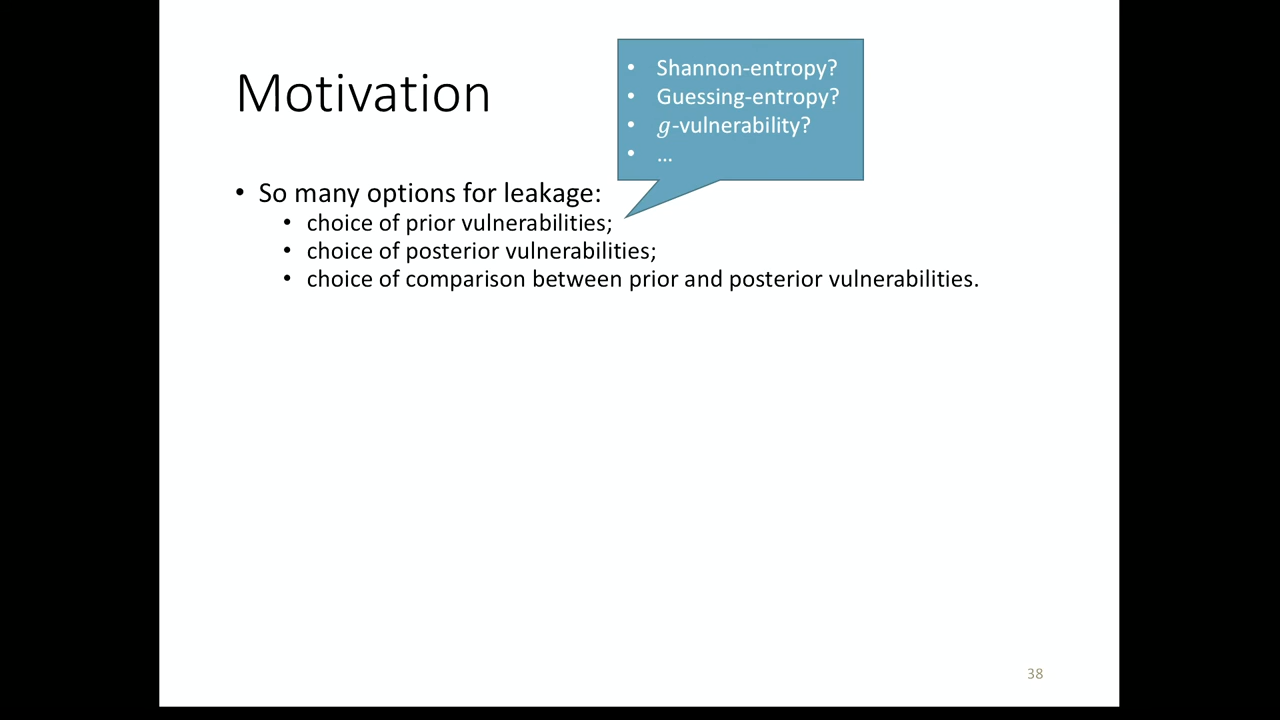 Motivation
• Shannon-entropy?
• Guessing-entropy?
• g-vulnerability?
• ...
• So many options for leakage:
• choice of prior vulnerabilities;
• choice of posterior vulnerabilities;
• choice of comparison between prior and posterior vulnerabilities.
38